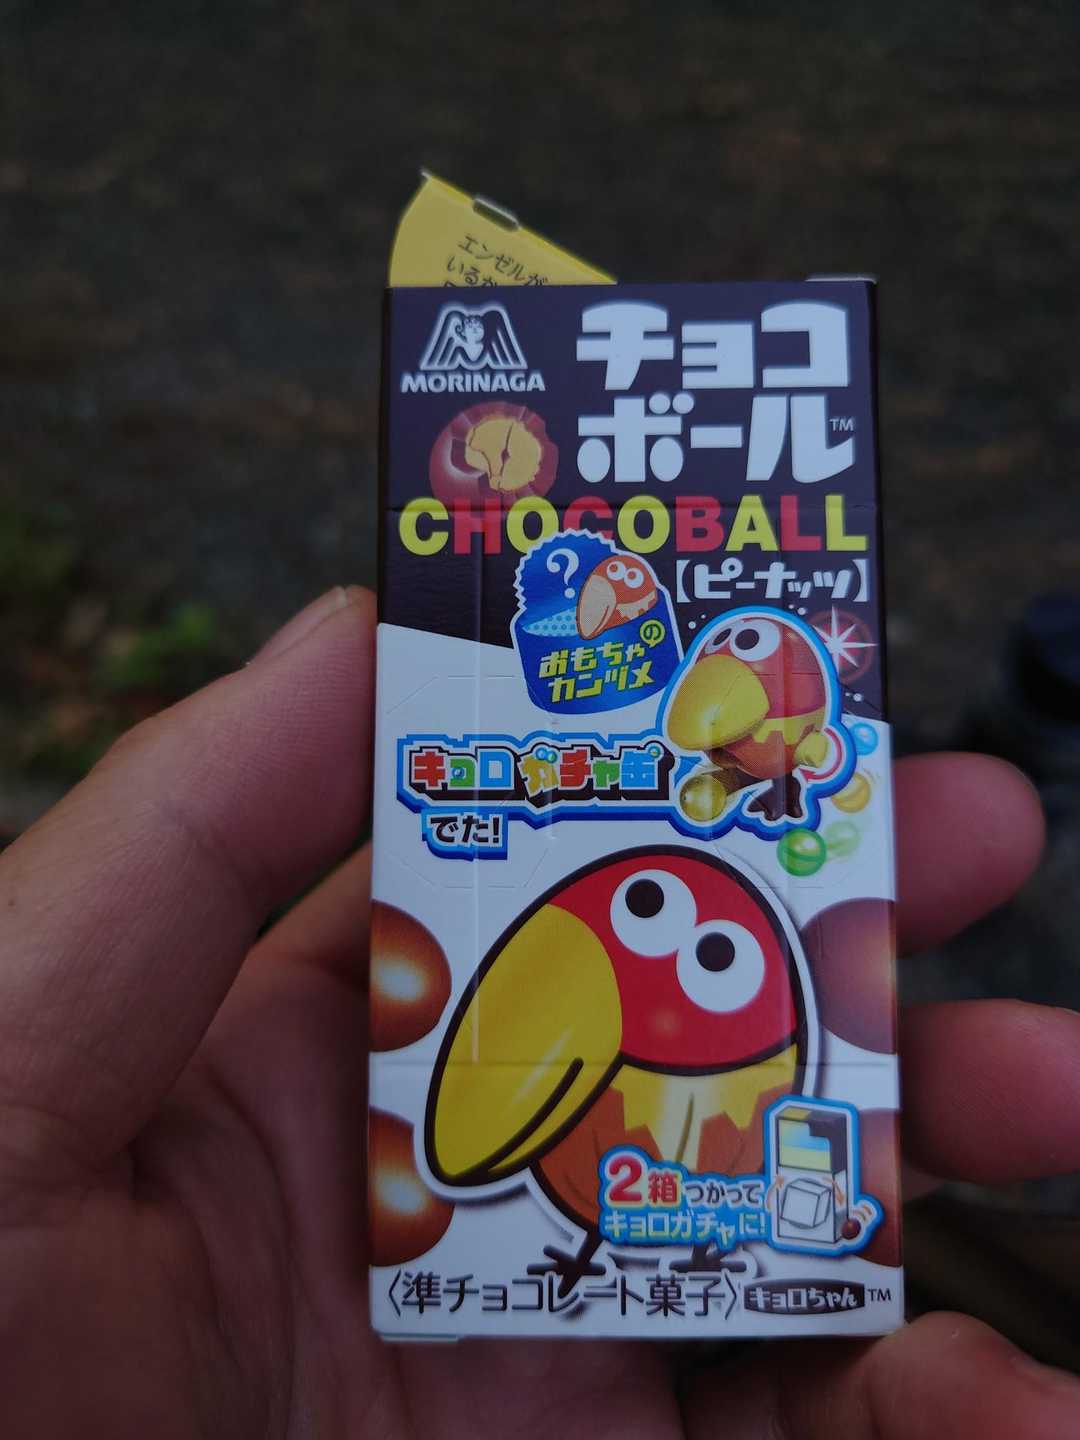 エンゼルが
いるか
MORINAGA
チョコ
ボール™
CHOCOBALL
【ピーナッツ】
?
おもちゃの
カンヅメ
キョロガチャ缶
でた!
2箱つかって
キョロガチャに!
〈準チョコレート菓子〉
キョロちゃん™